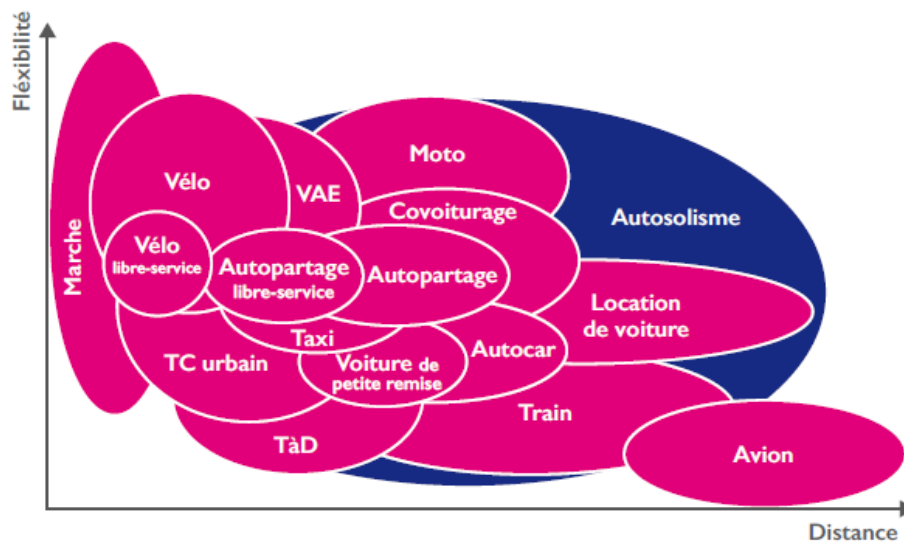 Fléxibilité
Marche
Vélo
VAE
Moto
Covoiturage
Autosolisme
Vélo
libre-service
Autopartage
libre-service
Autopartage
Location
de voiture
Taxi
TC urbain
Voiture de
petite remise
Autocar
Train
TàD
Avion
Distance